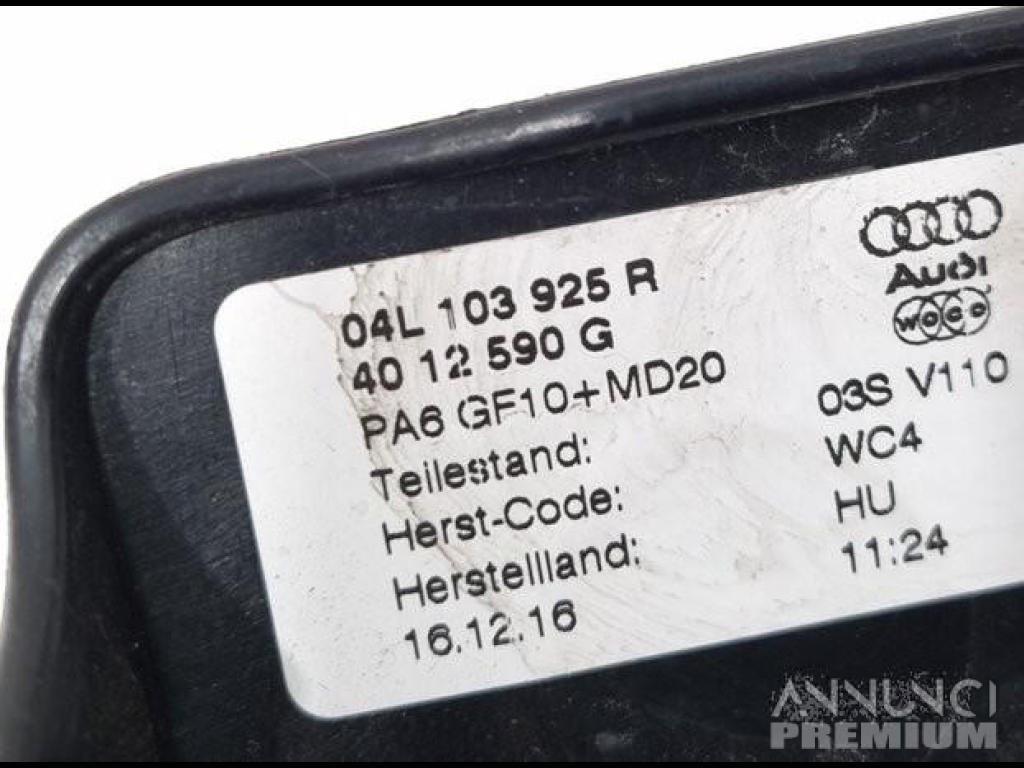 04L 103 925 R
40 12 590 G
PA6 GF10+MD20
Teilestand: 03S V110
Herst-Code: WC4
Herstellland: HU
16.12.16 11:24
Audi
WOCO
ANNUNCI
PREMIUM